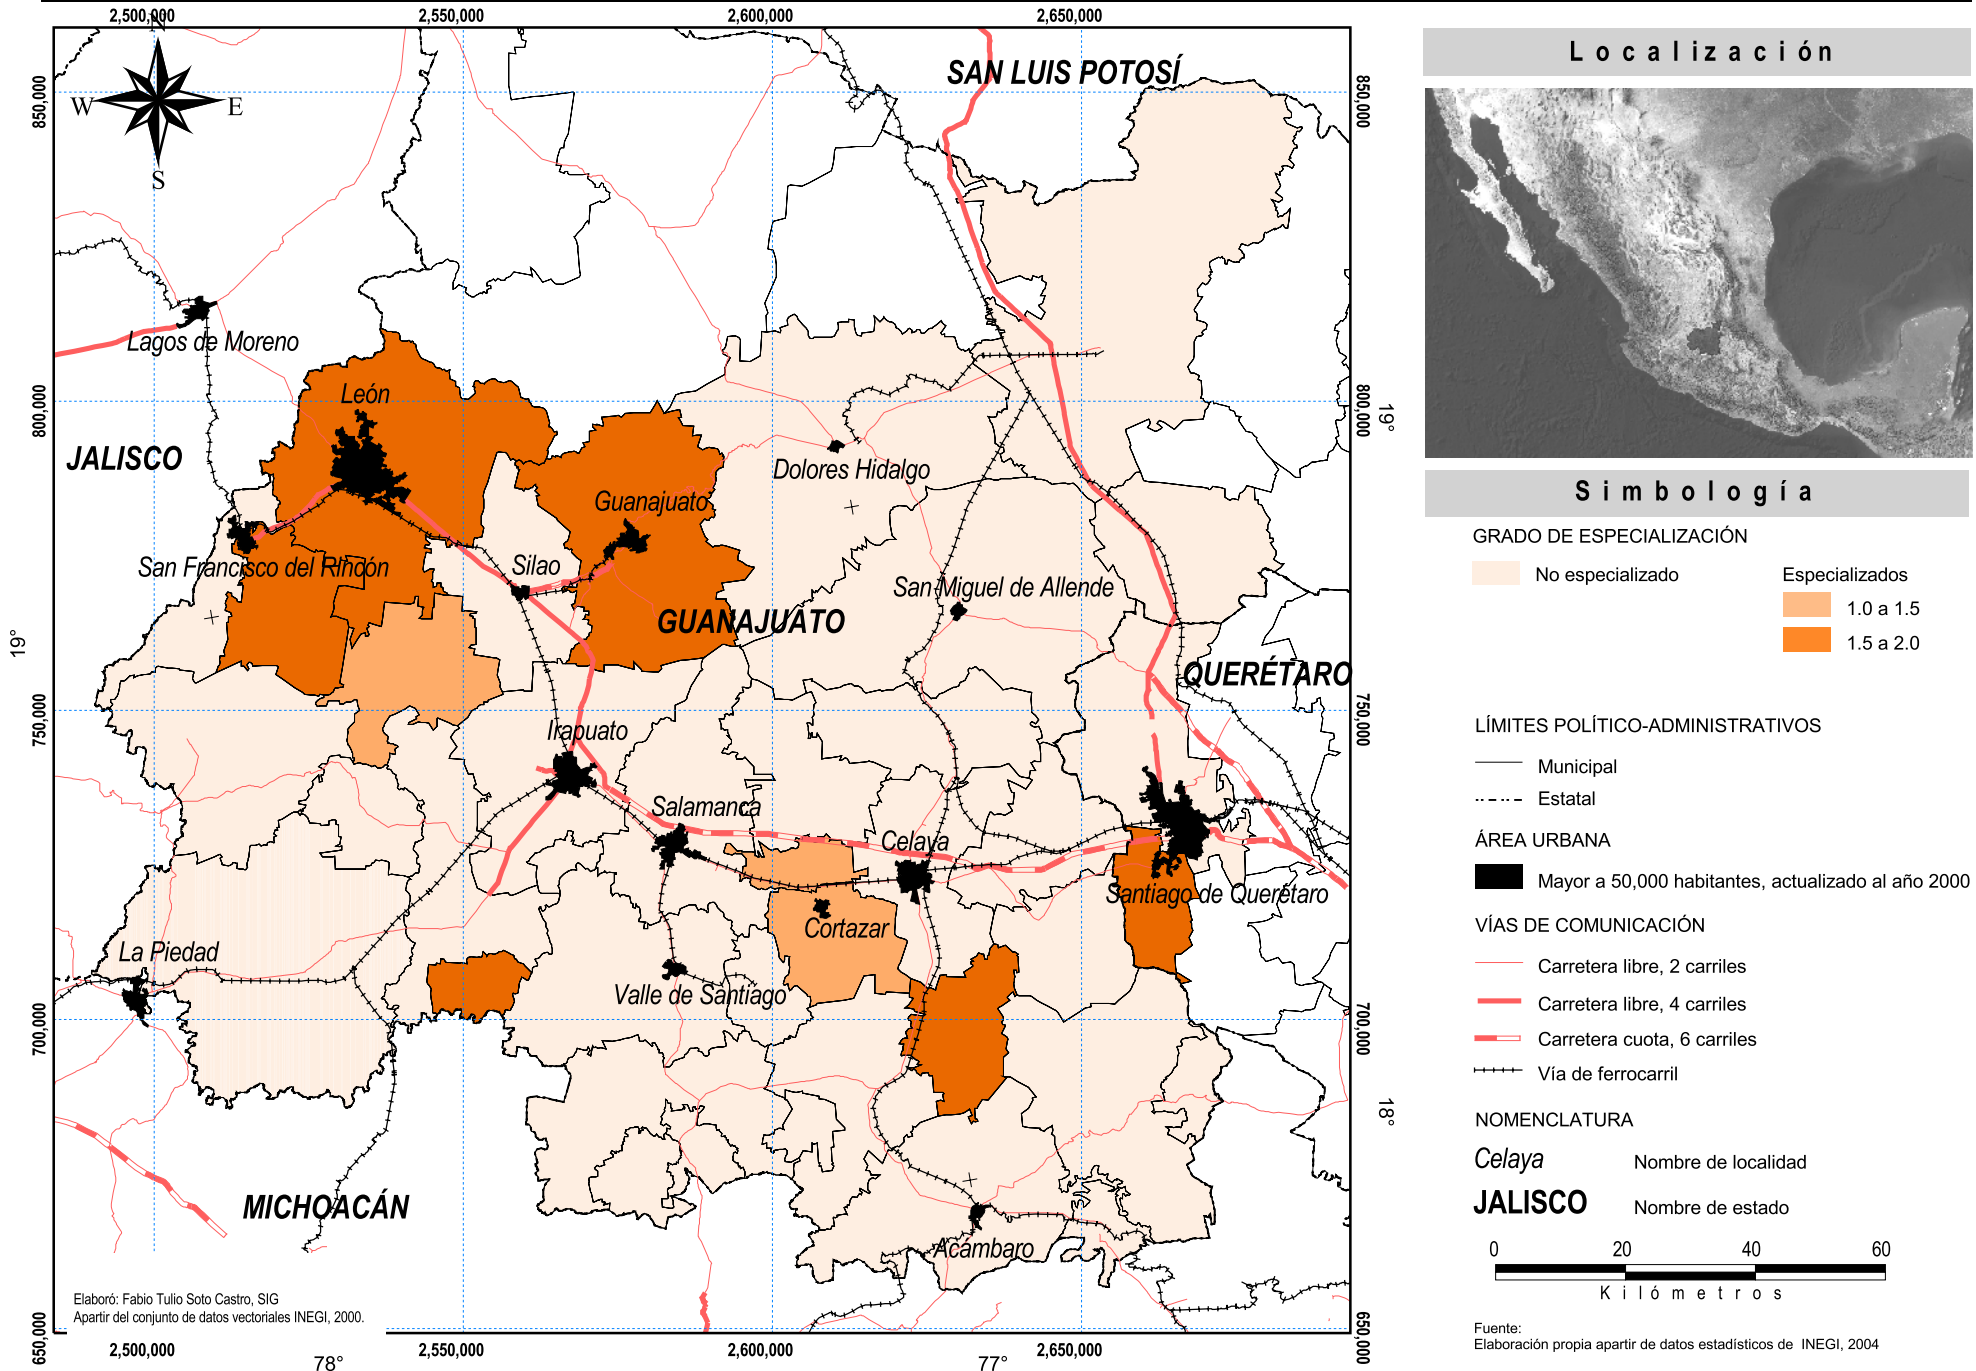 2,500,000 2,550,000 2,600,000 2,650,000
N
W E
S
850,000 850,000
800,000 800,000
750,000 750,000
700,000 700,000
650,000 650,000
19° 19°
18°
SAN LUIS POTOSÍ
Lagos de Moreno
León
JALISCO
Dolores Hidalgo
Guanajuato
San Francisco del Rincón
Silao
San Miguel de Allende
GUANAJUATO
QUERÉTARO
Irapuato
Salamanca
Celaya
Santiago de Querétaro
Cortazar
La Piedad
Valle de Santiago
MICHOACÁN
Acámbaro
Elaboró: Fabio Tulio Soto Castro, SIG
Apartir del conjunto de datos vectoriales INEGI, 2000.
2,500,000 2,550,000 2,600,000 2,650,000
78° 77°
Localización
Simbología
GRADO DE ESPECIALIZACIÓN
No especializado Especializados
1.0 a 1.5
1.5 a 2.0
LÍMITES POLÍTICO-ADMINISTRATIVOS
Municipal
Estatal
ÁREA URBANA
Mayor a 50,000 habitantes, actualizado al año 2000
VÍAS DE COMUNICACIÓN
Carretera libre, 2 carriles
Carretera libre, 4 carriles
Carretera cuota, 6 carriles
Vía de ferrocarril
NOMENCLATURA
Celaya Nombre de localidad
JALISCO Nombre de estado
0 20 40 60
Kilómetros
Fuente:
Elaboración propia apartir de datos estadísticos de INEGI, 2004